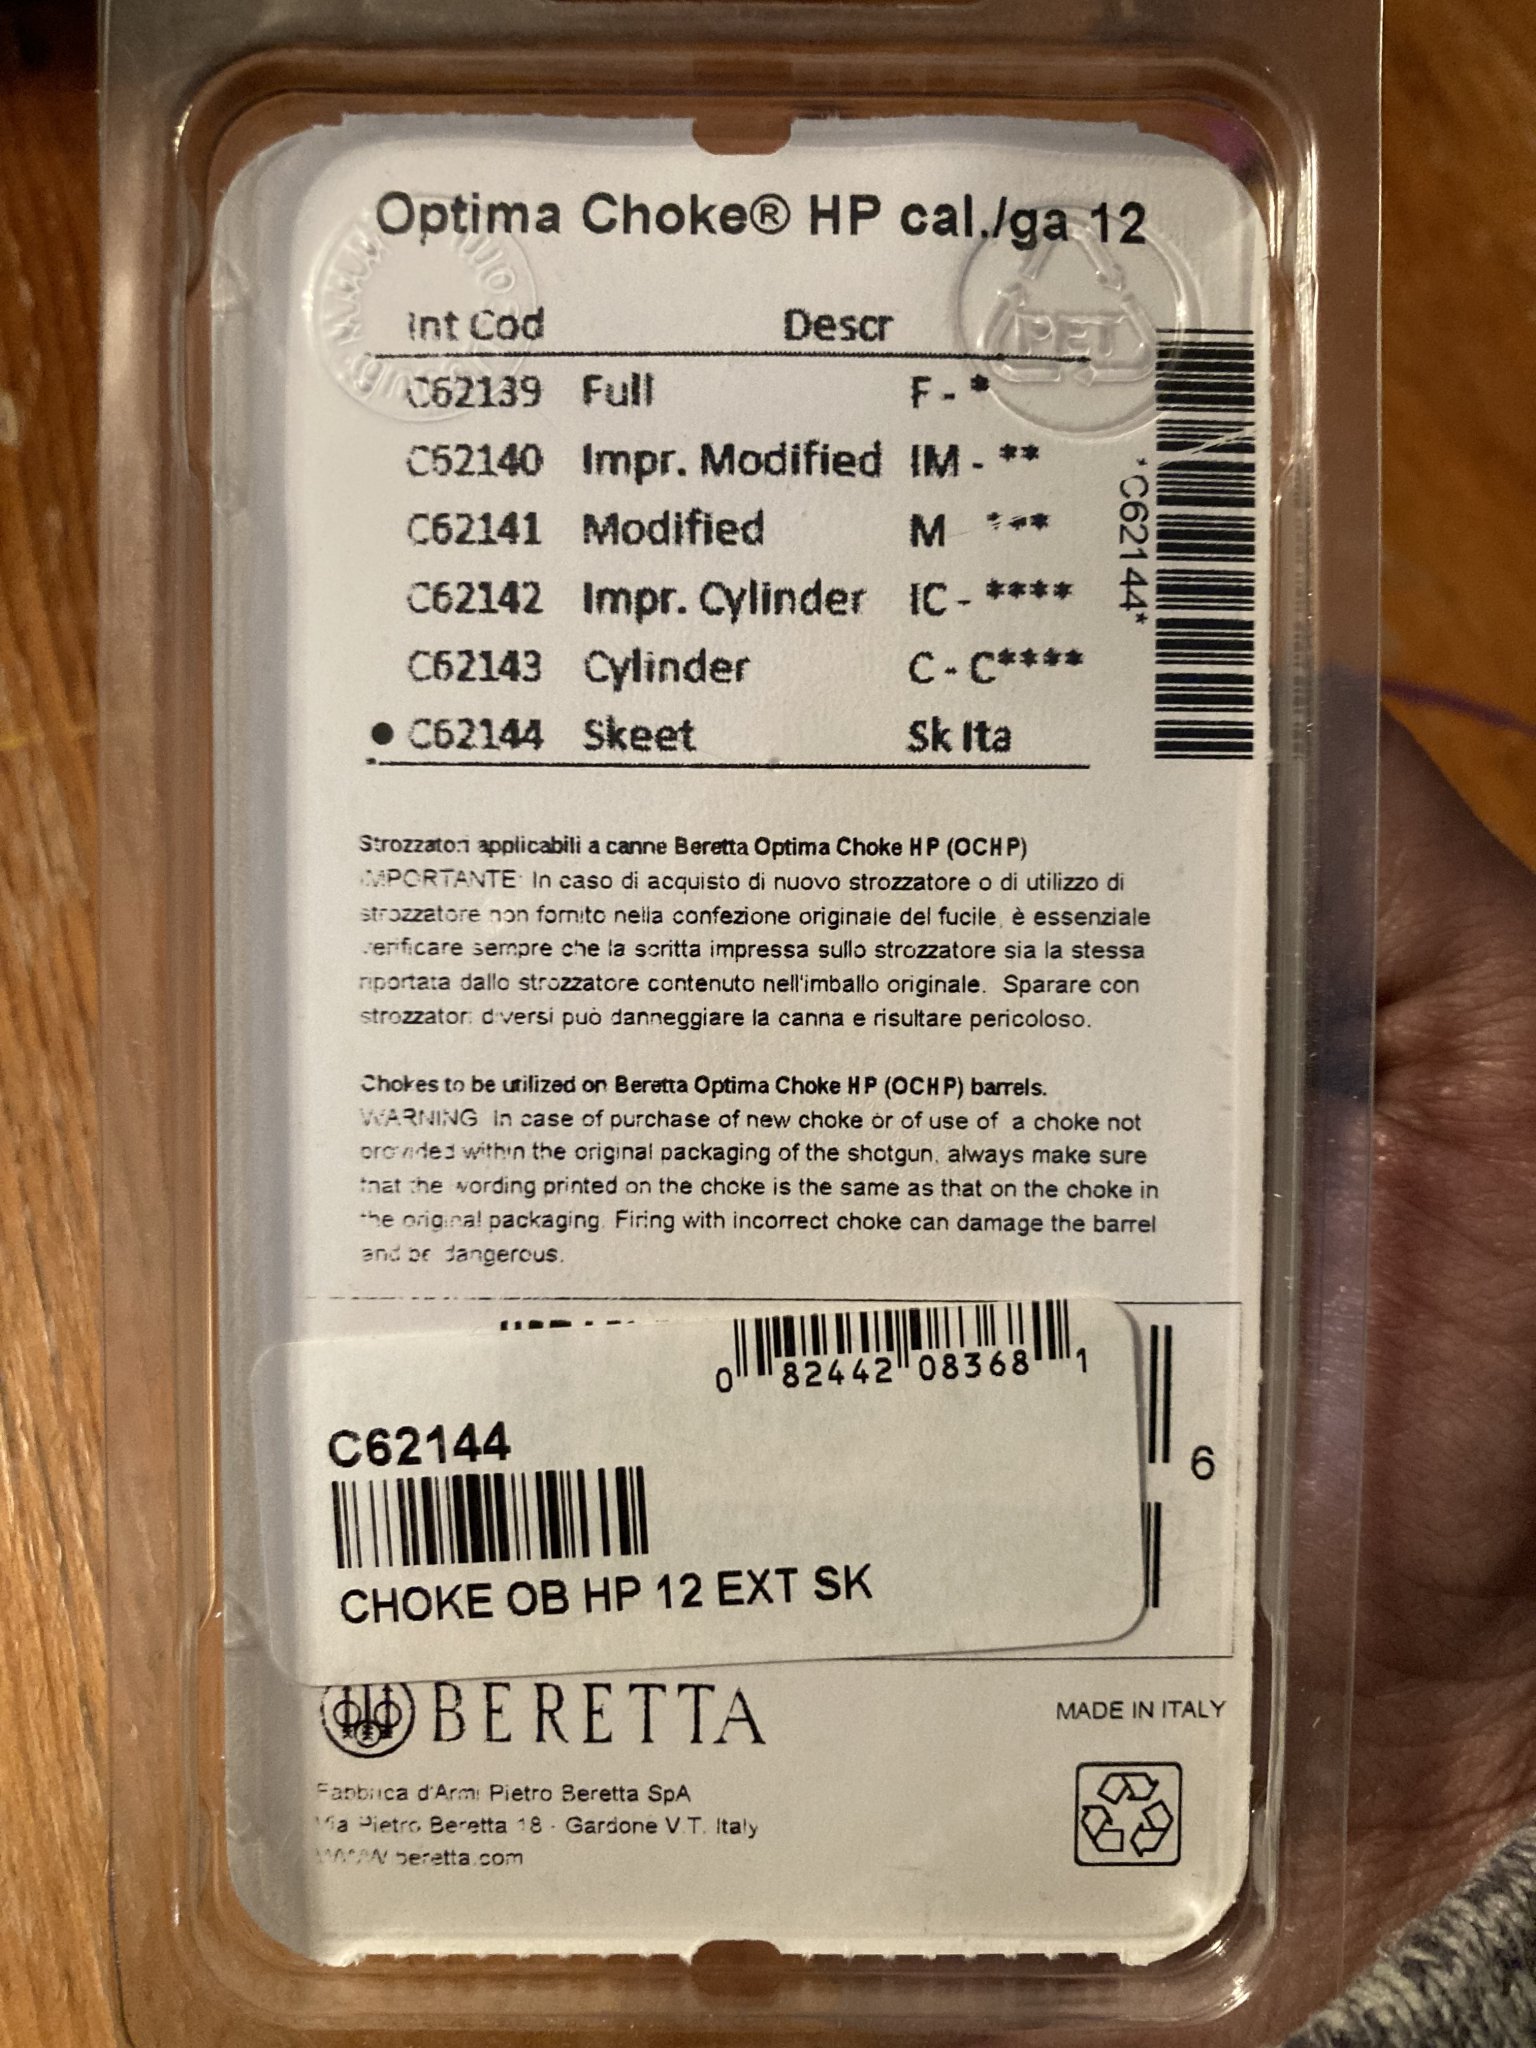 Optima Choke® HP cal./ga 12
Int Cod Descr
C62139 Full F - *
C62140 Impr. Modified IM - **
C62141 Modified M ***
C62142 Impr. Cylinder IC - ****
C62143 Cylinder C - C****
● C62144 Skeet Sk Ita
*C62144*
PET
Strozzatori applicabili a canne Beretta Optima Choke HP (OCHP)
IMPORTANTE: In caso di acquisto di nuovo strozzatore o di utilizzo di
strozzatore non fornito nella confezione originale del fucile, è essenziale
verificare sempre che la scritta impressa sullo strozzatore sia la stessa
riportata dallo strozzatore contenuto nell'imballo originale. Sparare con
strozzatori diversi può danneggiare la canna e risultare pericoloso.
Chokes to be utilized on Beretta Optima Choke HP (OCHP) barrels.
WARNING: In case of purchase of new choke or of use of a choke not
provided within the original packaging of the shotgun, always make sure
that the wording printed on the choke is the same as that on the choke in
the original packaging. Firing with incorrect choke can damage the barrel
and be dangerous.
0 82442 08368 1
C62144
6
CHOKE OB HP 12 EXT SK
BERETTA
MADE IN ITALY
Fabbrica d'Armi Pietro Beretta SpA
Via Pietro Beretta 18 - Gardone V.T. Italy
www.beretta.com